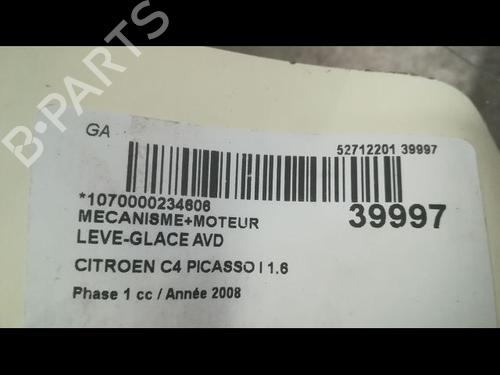 B-PARTS
GA
52712201 39997
*1070000234606
39997
MECANISME+MOTEUR
LEVE-GLACE AVD
CITROEN C4 PICASSO I 1.6
Phase 1 cc / Année 2008